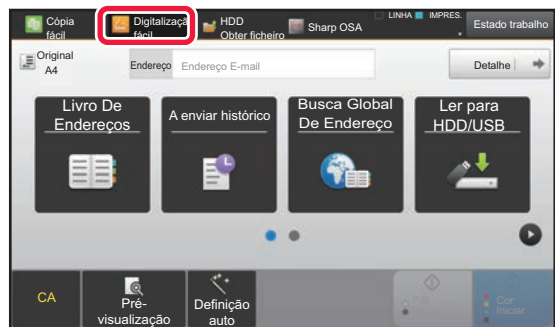 Cópia
fácil
Digitalizaçã
fácil
HDD
Obter ficheiro
Sharp OSA
LINHA
IMPRES.
Estado trabalho
Original
A4
Endereço
Endereço E-mail
Detalhe
Livro De
Endereços
A enviar histórico
Busca Global
De Endereço
Ler para
HDD/USB
CA
Pré-
visualização
Definição
auto
Cor
Iniciar